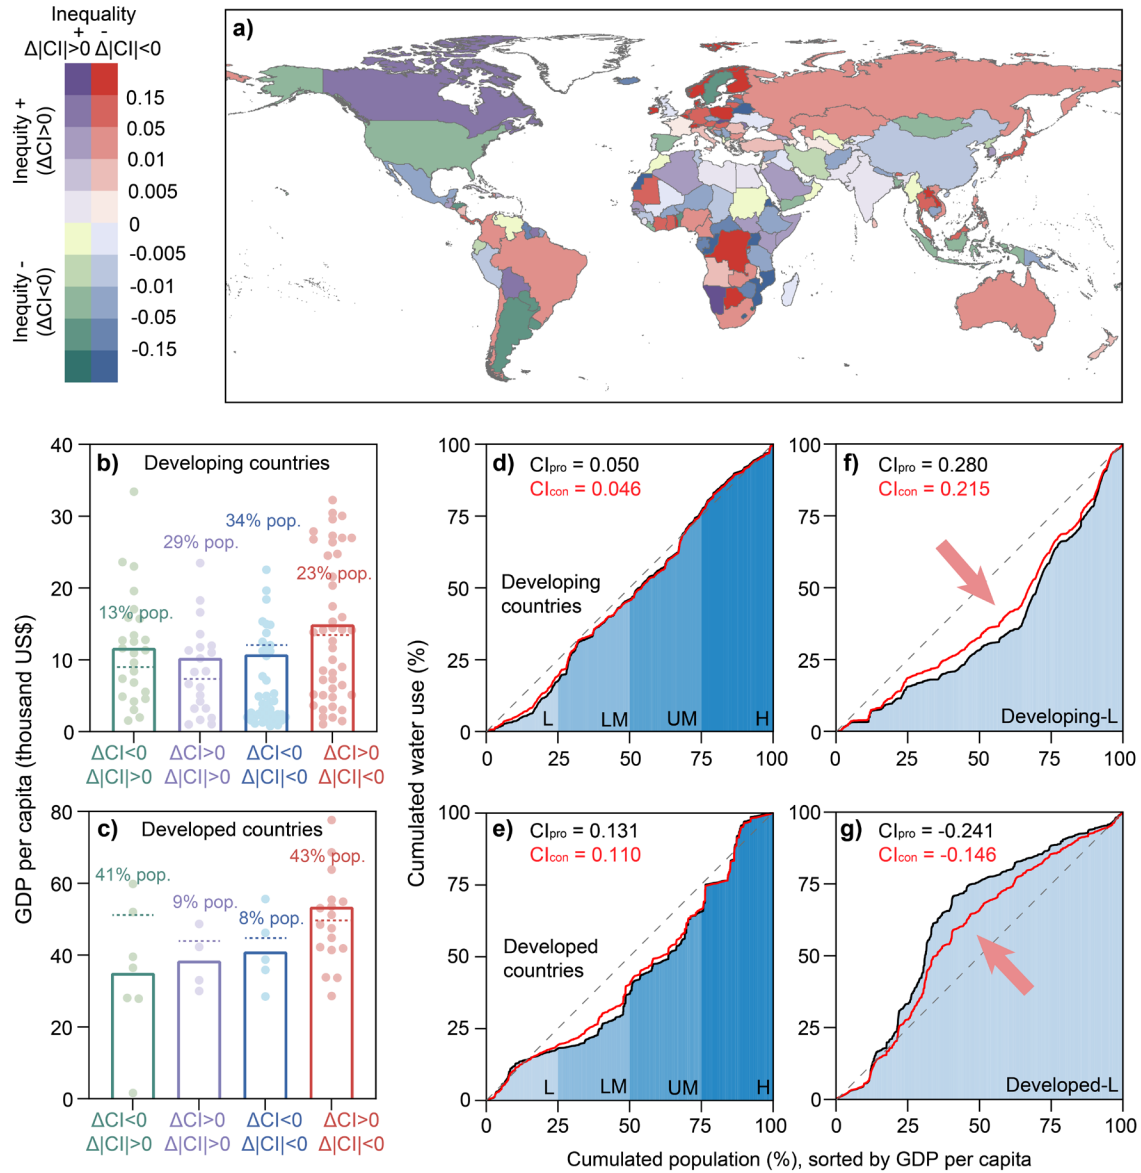 Inequality
+ -
Δ|CI|>0 Δ|CI|<0
Inequity +
(ΔCI>0)
Inequity -
(ΔCI<0)
0.15
0.05
0.01
0.005
0
-0.005
-0.01
-0.05
-0.15
a)
b) Developing countries
GDP per capita (thousand US$)
40
30
20
10
0
13% pop.
29% pop.
34% pop.
23% pop.
ΔCI<0 ΔCI>0 ΔCI<0 ΔCI>0
Δ|CI|>0 Δ|CI|>0 Δ|CI|<0 Δ|CI|<0
c) Developed countries
80
60
40
20
0
41% pop.
9% pop.
8% pop.
43% pop.
ΔCI<0 ΔCI>0 ΔCI<0 ΔCI>0
Δ|CI|>0 Δ|CI|>0 Δ|CI|<0 Δ|CI|<0
Cumulated water use (%)
d) CIpro = 0.050
CIcon = 0.046
Developing
countries
L LM UM H
100
75
50
25
0
0 25 50 75 100
f) CIpro = 0.280
CIcon = 0.215
Developing-L
100
75
50
25
0
0 25 50 75 100
e) CIpro = 0.131
CIcon = 0.110
Developed
countries
L LM UM H
100
75
50
25
0
0 25 50 75 100
g) CIpro = -0.241
CIcon = -0.146
Developed-L
100
75
50
25
0
0 25 50 75 100
Cumulated population (%), sorted by GDP per capita